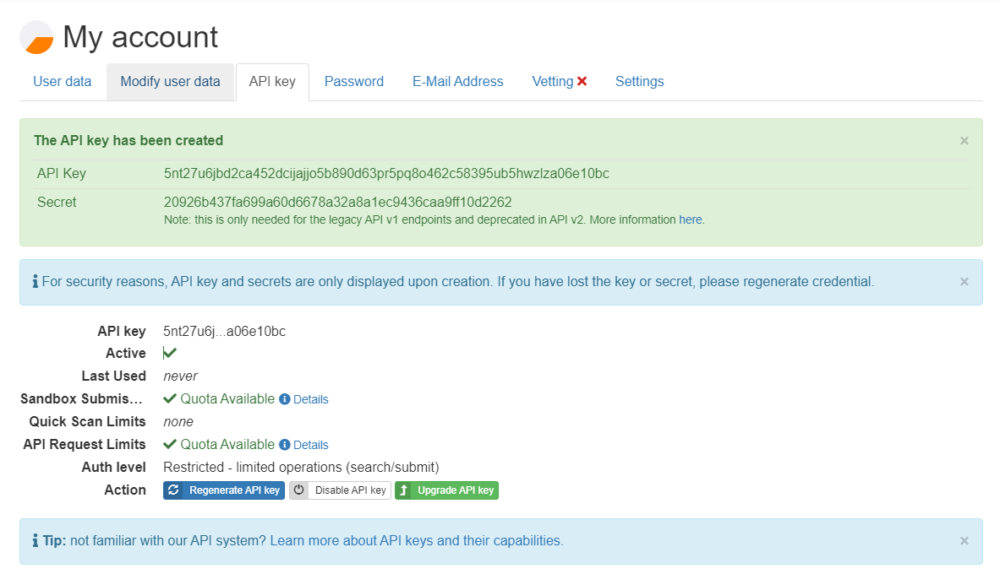 My account
User data Modify user data API key Password E-Mail Address Vetting Settings
The API key has been created ×
API Key 5nt27u6jbd2ca452dcijajjo5b890d63pr5pq8o462c58395ub5hwzlza06e10bc
Secret 20926b437fa699a60d6678a32a8a1ec9436caa9ff10d2262
Note: this is only needed for the legacy API v1 endpoints and deprecated in API v2. More information here.
For security reasons, API key and secrets are only displayed upon creation. If you have lost the key or secret, please regenerate credential. ×
API key 5nt27u6j...a06e10bc
Active
Last Used never
Sandbox Submis... Quota Available Details
Quick Scan Limits none
API Request Limits Quota Available Details
Auth level Restricted - limited operations (search/submit)
Action Regenerate API key Disable API key Upgrade API key
Tip: not familiar with our API system? Learn more about API keys and their capabilities. ×